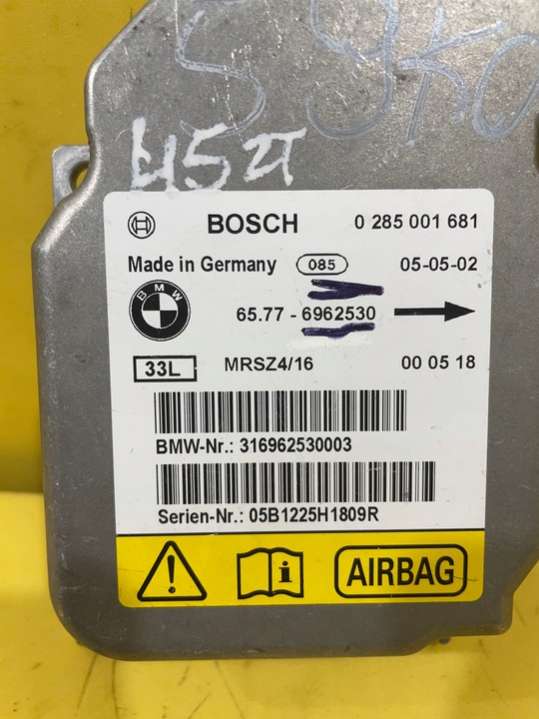 BOSCH 0 285 001 681
Made in Germany 085 05-05-02
BMW 65.77 - 6962530
33L MRSZ4/16 00 05 18
BMW-Nr.: 316962530003
Serien-Nr.: 05B1225H1809R
AIRBAG